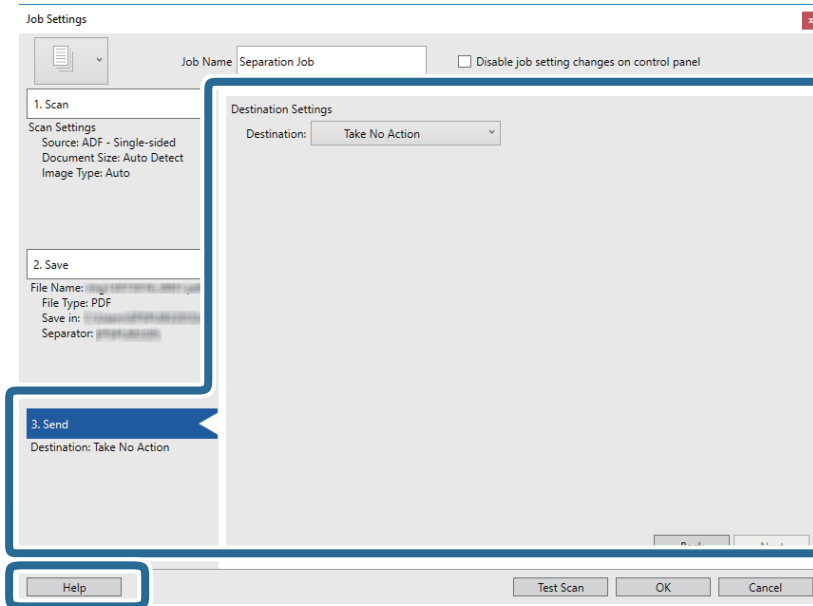 Job Settings
x
Job Name Separation Job
Disable job setting changes on control panel
1. Scan
Scan Settings
Source: ADF - Single-sided
Document Size: Auto Detect
Image Type: Auto
2. Save
File Name:
File Type: PDF
Save in:
Separator:
3. Send
Destination: Take No Action
Destination Settings
Destination: Take No Action
Back Next
Help
Test Scan
OK
Cancel